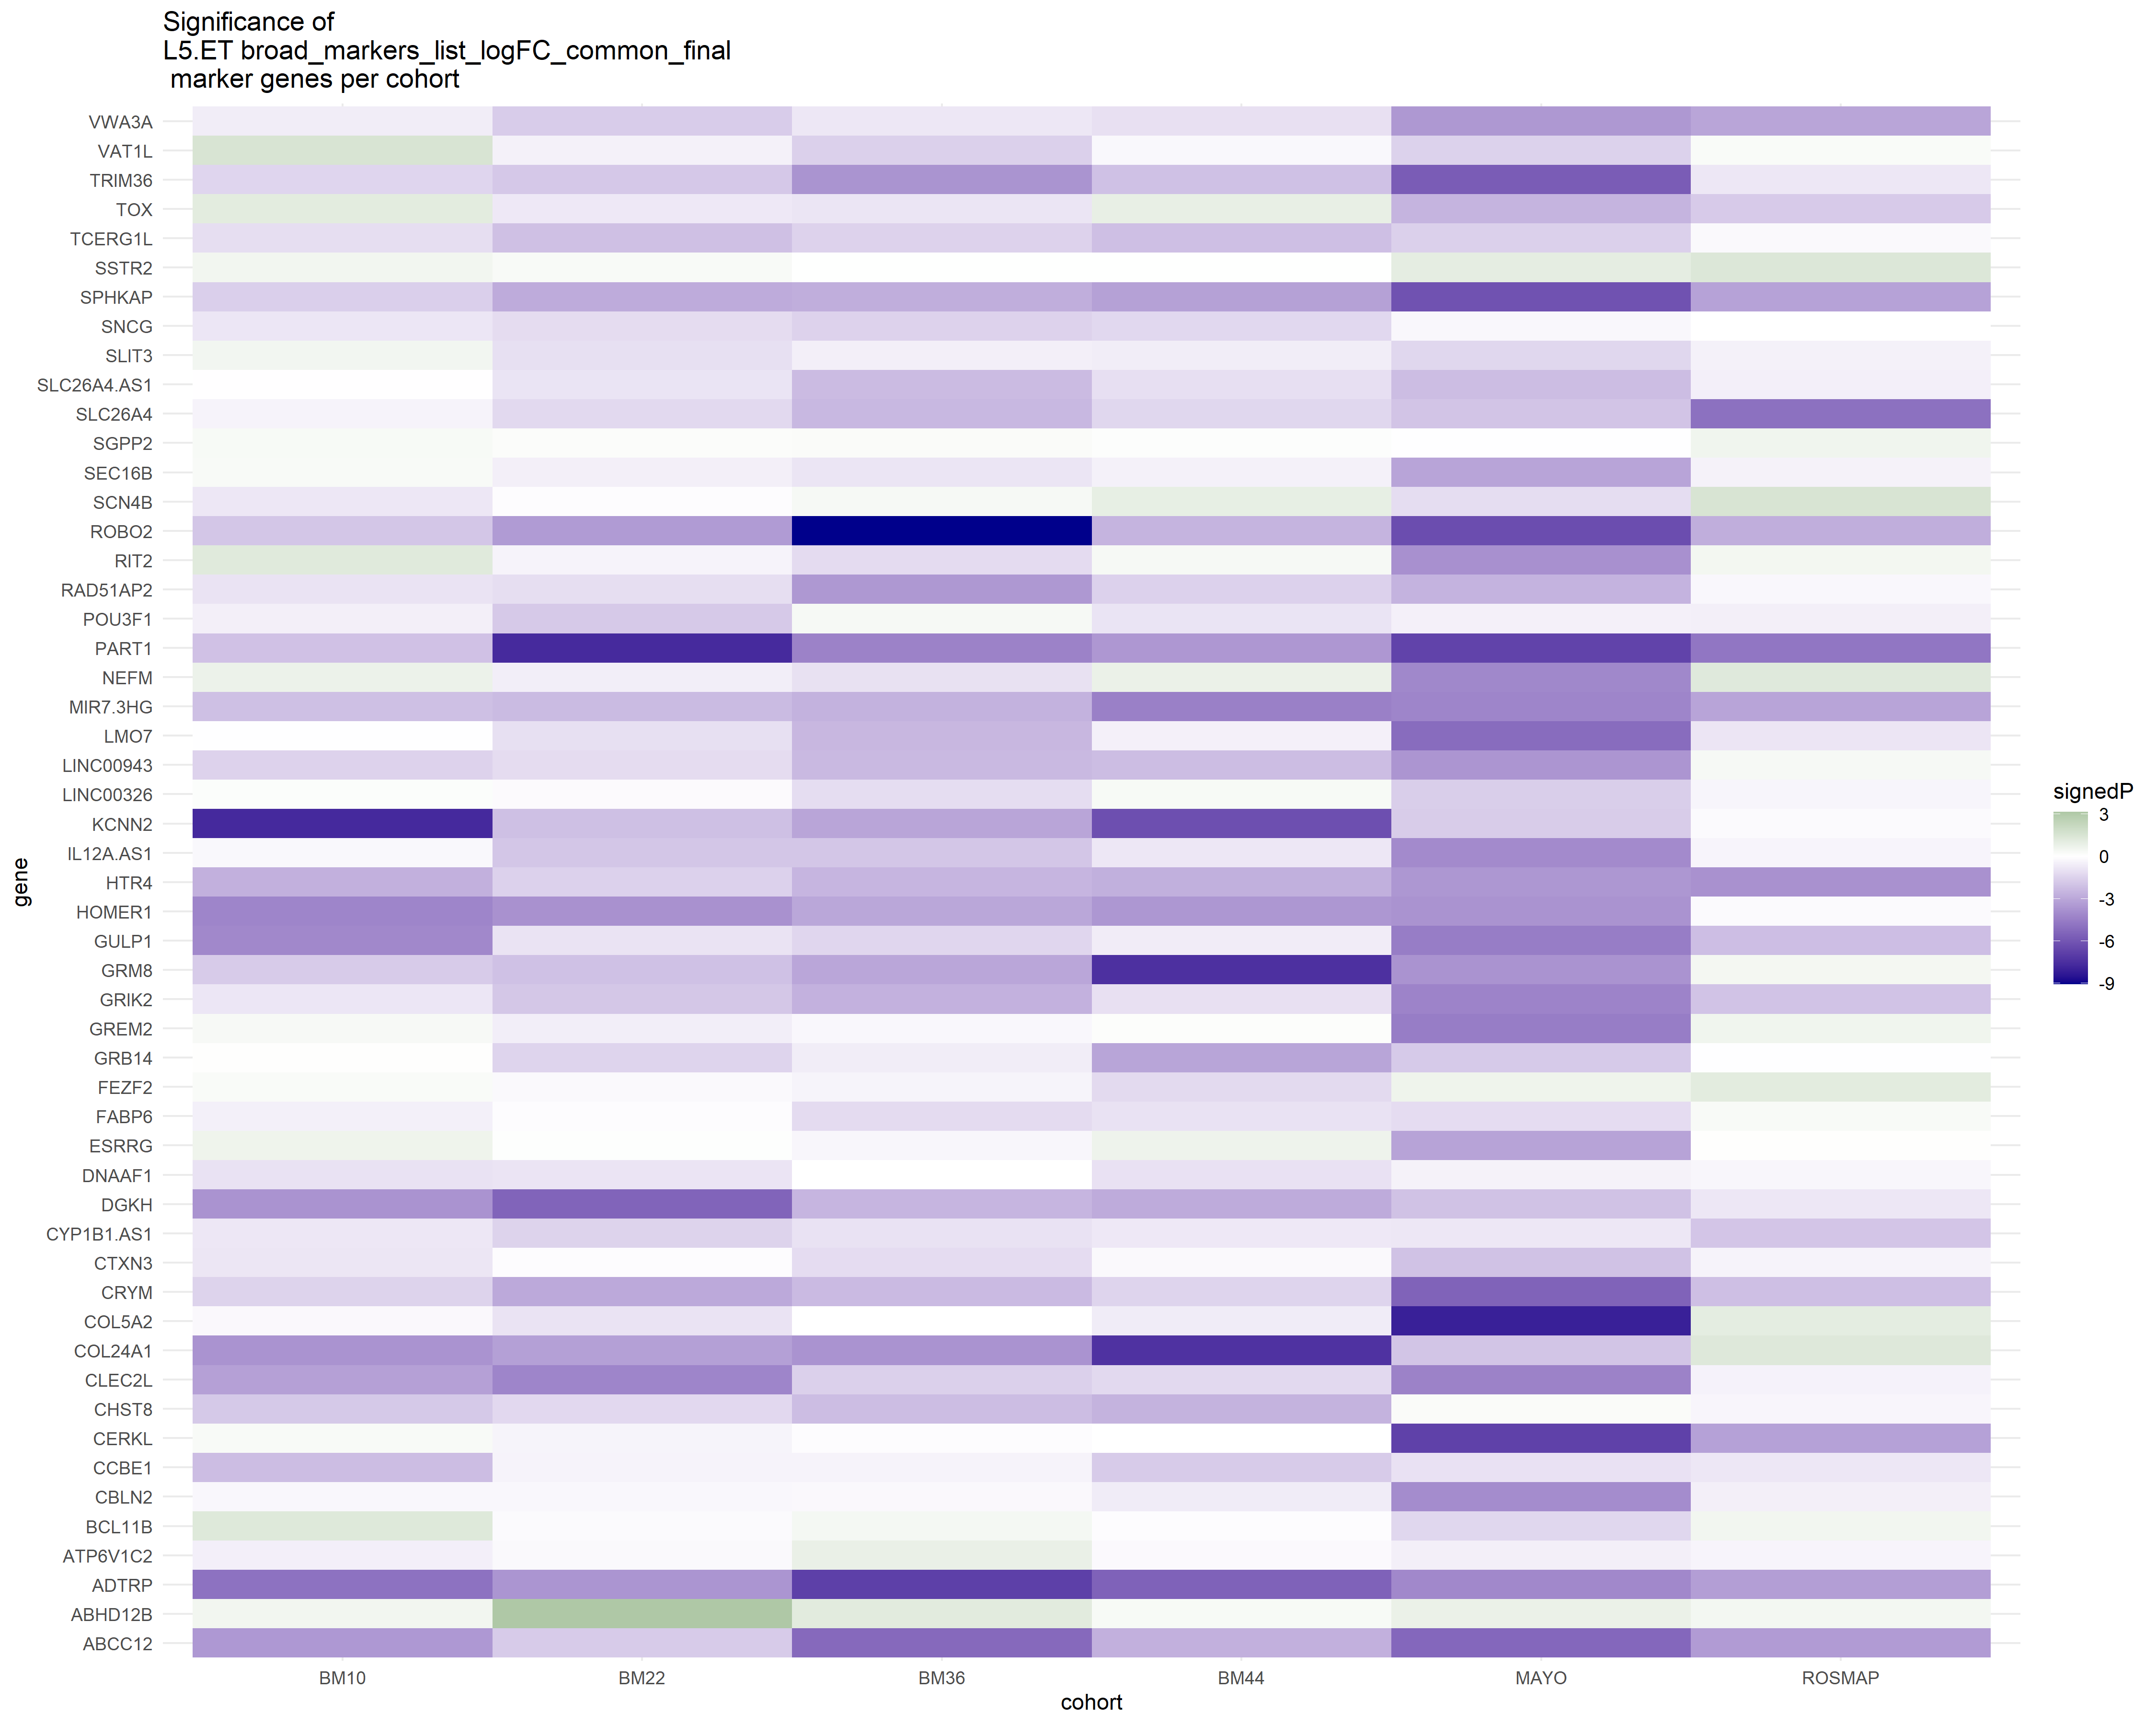 Significance of
L5.ET broad_markers_list_logFC_common_final
marker genes per cohort
VWA3A
VAT1L
TRIM36
TOX
TCERG1L
SSTR2
SPHKAP
SNCG
SLIT3
SLC26A4.AS1
SLC26A4
SGPP2
SEC16B
SCN4B
ROBO2
RIT2
RAD51AP2
POU3F1
PART1
NEFM
MIR7.3HG
LMO7
LINC00943
LINC00326
KCNN2
IL12A.AS1
HTR4
HOMER1
GULP1
GRM8
GRIK2
GREM2
GRB14
FEZF2
FABP6
ESRRG
DNAAF1
DGKH
CYP1B1.AS1
CTXN3
CRYM
COL5A2
COL24A1
CLEC2L
CHST8
CERKL
CCBE1
CBLN2
BCL11B
ATP6V1C2
ADTRP
ABHD12B
ABCC12
gene
BM10 BM22 BM36 BM44 MAYO ROSMAP
cohort
signedP
3
0
-3
-6
-9